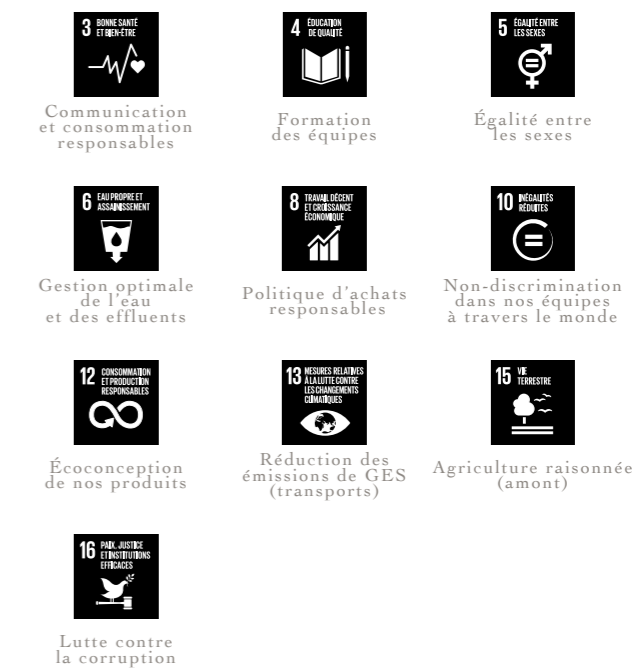 3 BONNE SANTÉ
ET BIEN-ÊTRE
Communication
et consommation
responsables
4 ÉDUCATION
DE QUALITÉ
Formation
des équipes
5 ÉGALITÉ ENTRE
LES SEXES
Égalité entre
les sexes
6 EAU PROPRE ET
ASSAINISSEMENT
Gestion optimale
de l'eau
et des effluents
8 TRAVAIL DÉCENT
ET CROISSANCE
ÉCONOMIQUE
Politique d'achats
responsables
10 INÉGALITÉS
RÉDUITES
Non-discrimination
dans nos équipes
à travers le monde
12 CONSOMMATION
ET PRODUCTION
RESPONSABLES
Écoconception
de nos produits
13 MESURES RELATIVES
À LA LUTTE CONTRE
LES CHANGEMENTS
CLIMATIQUES
Réduction des
émissions de GES
(transports)
15 VIE
TERRESTRE
Agriculture raisonnée
(amont)
16 PAIX, JUSTICE
ET INSTITUTIONS
EFFICACES
Lutte contre
la corruption